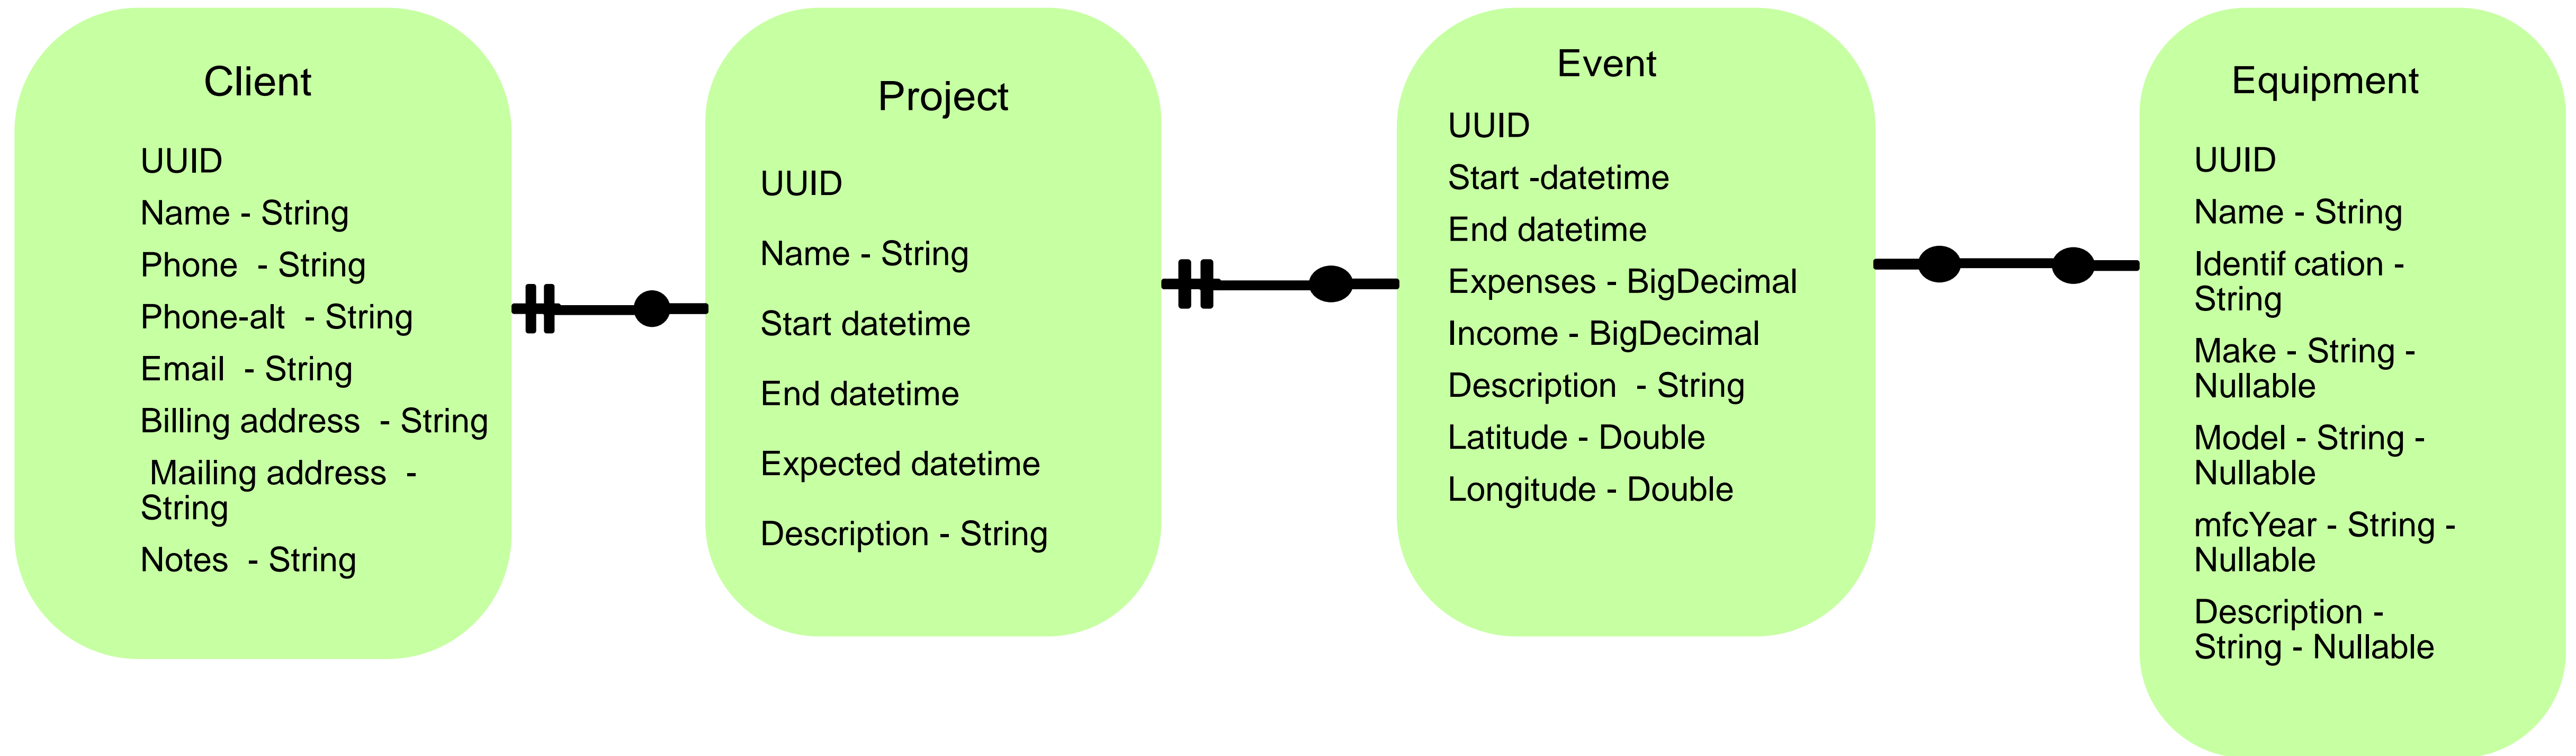 Client
UUID
Name - String
Phone  - String
Phone-alt  - String
Email  - String
Billing address  - String
Mailing address  -
String
Notes  - String
Project
UUID
Name - String
Start datetime
End datetime
Expected datetime
Description - String
Event
UUID
Start -datetime
End datetime
Expenses - BigDecimal
Income - BigDecimal
Description  - String
Latitude - Double
Longitude - Double
Equipment
UUID
Name - String
Identif cation -
String
Make - String -
Nullable
Model - String -
Nullable
mfcYear - String -
Nullable
Description -
String - Nullable